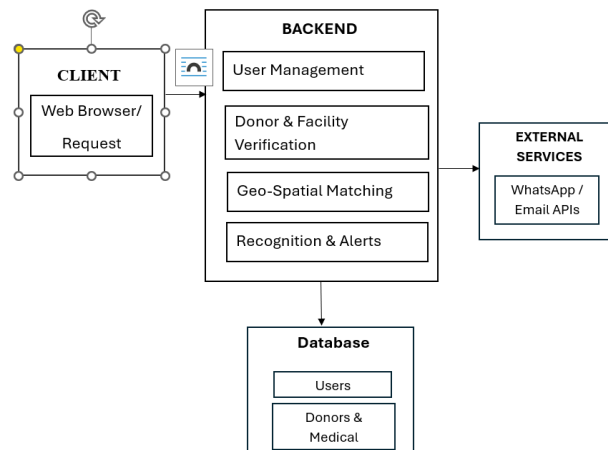 CLIENT
Web Browser/
Request
BACKEND
User Management
Donor & Facility
Verification
Geo-Spatial Matching
Recognition & Alerts
EXTERNAL
SERVICES
WhatsApp /
Email APIs
Database
Users
Donors &
Medical